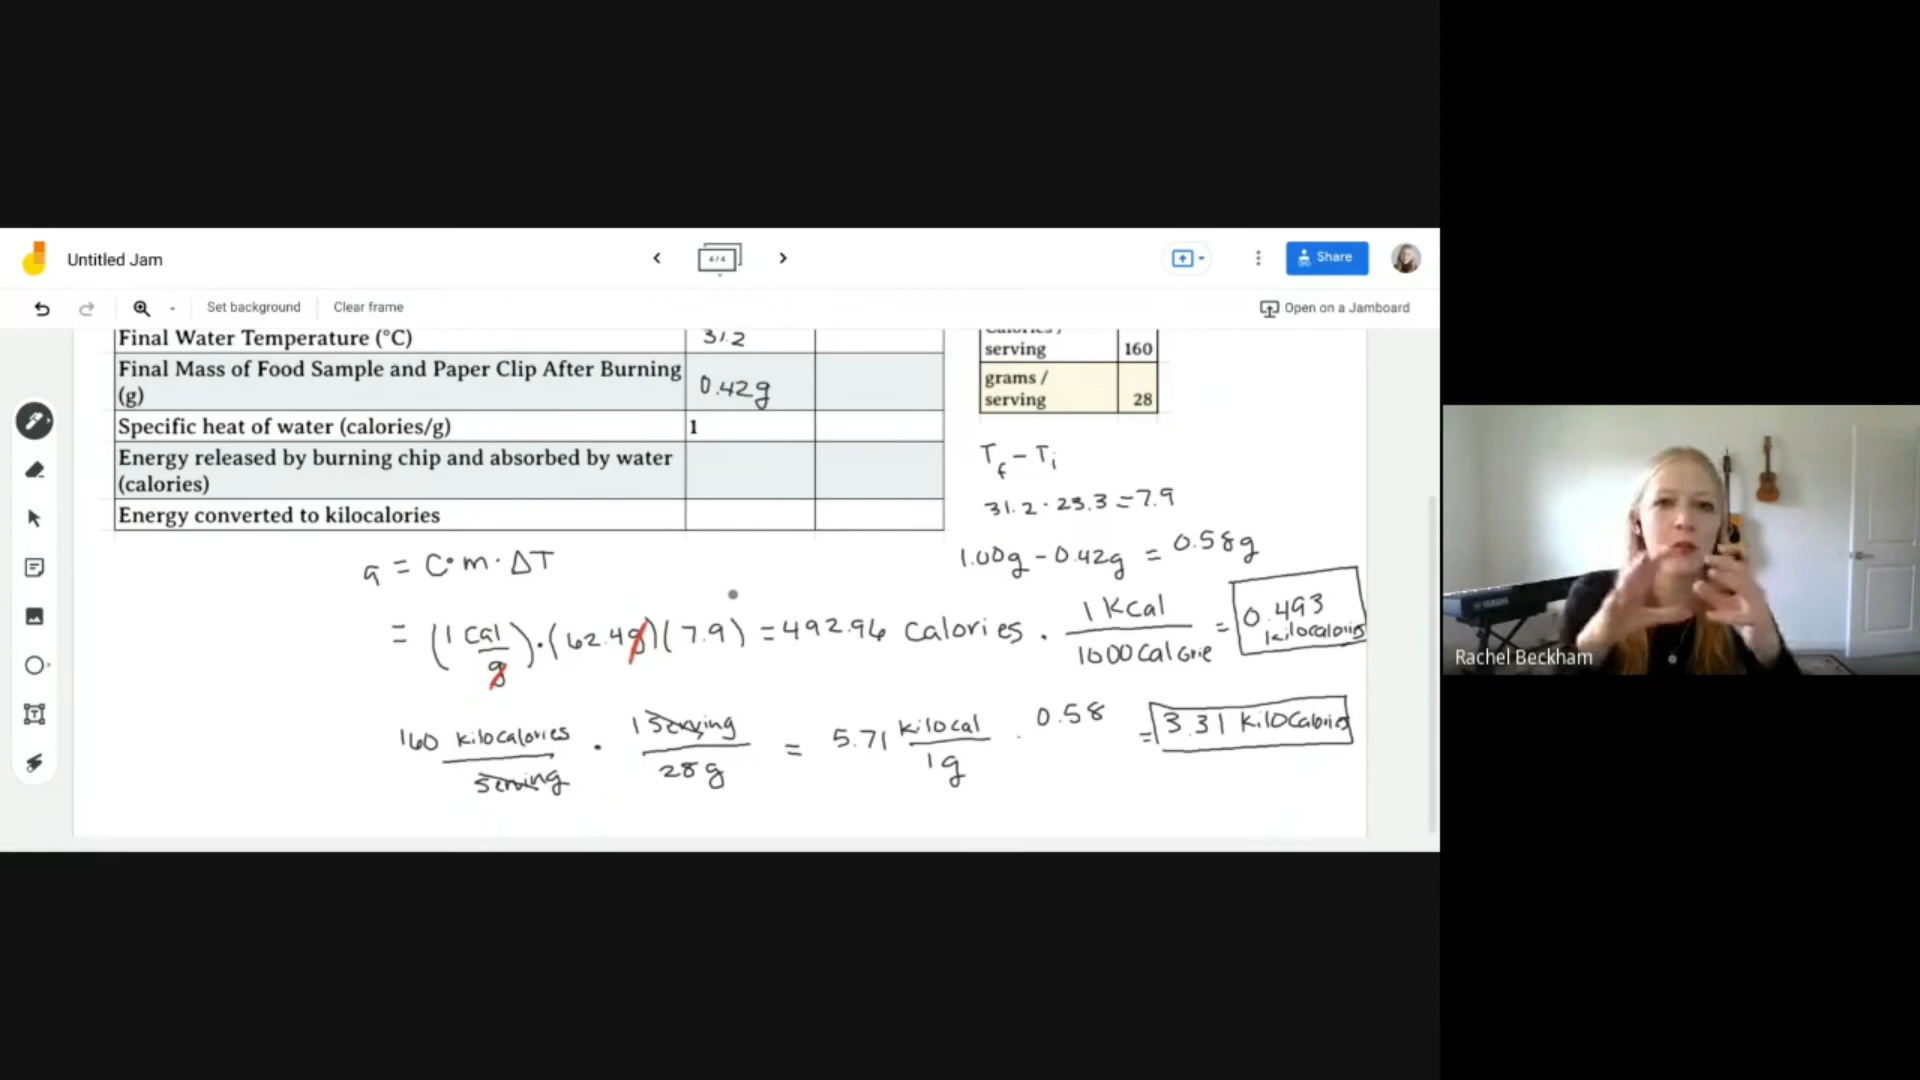 Untitled Jam
4/4
Share
Set background
Clear frame
Open on a Jamboard
Final Water Temperature (°C)
31.2
Final Mass of Food Sample and Paper Clip After Burning
(g)
0.42g
Specific heat of water (calories/g)
1
Energy released by burning chip and absorbed by water
(calories)
Energy converted to kilocalories
Calories /
serving
160
grams /
serving
28
Tf - Ti
31.2 - 23.3 = 7.9
1.00g - 0.42g = 0.58g
q = C·m·ΔT
= (1 cal/g)·(62.4g)(7.9) = 492.96 Calories · 1 Kcal/1000 Calorie = 0.493 kilocalories
160 kilocalories/serving · 1 serving/28g = 5.71 kilocal/1g · 0.58 = 3.31 kilocalories
Rachel Beckham
YAMAHA